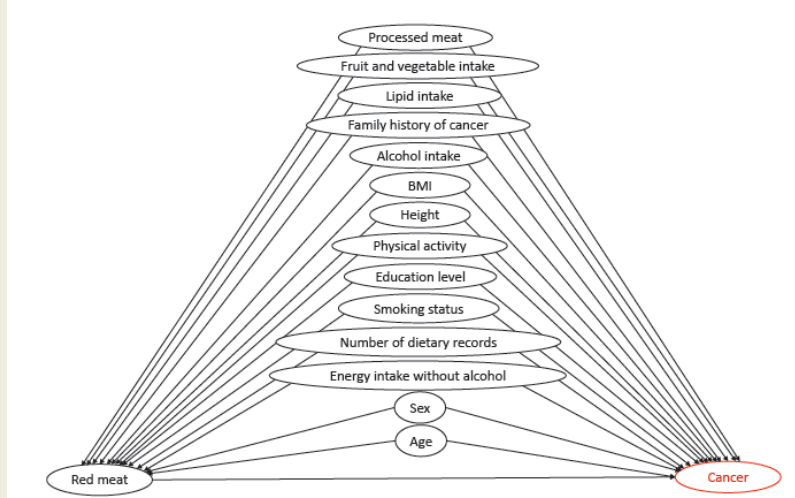 Processed meat
Fruit and vegetable intake
Lipid intake
Family history of cancer
Alcohol intake
BMI
Height
Physical activity
Education level
Smoking status
Number of dietary records
Energy intake without alcohol
Sex
Age
Red meat
Cancer